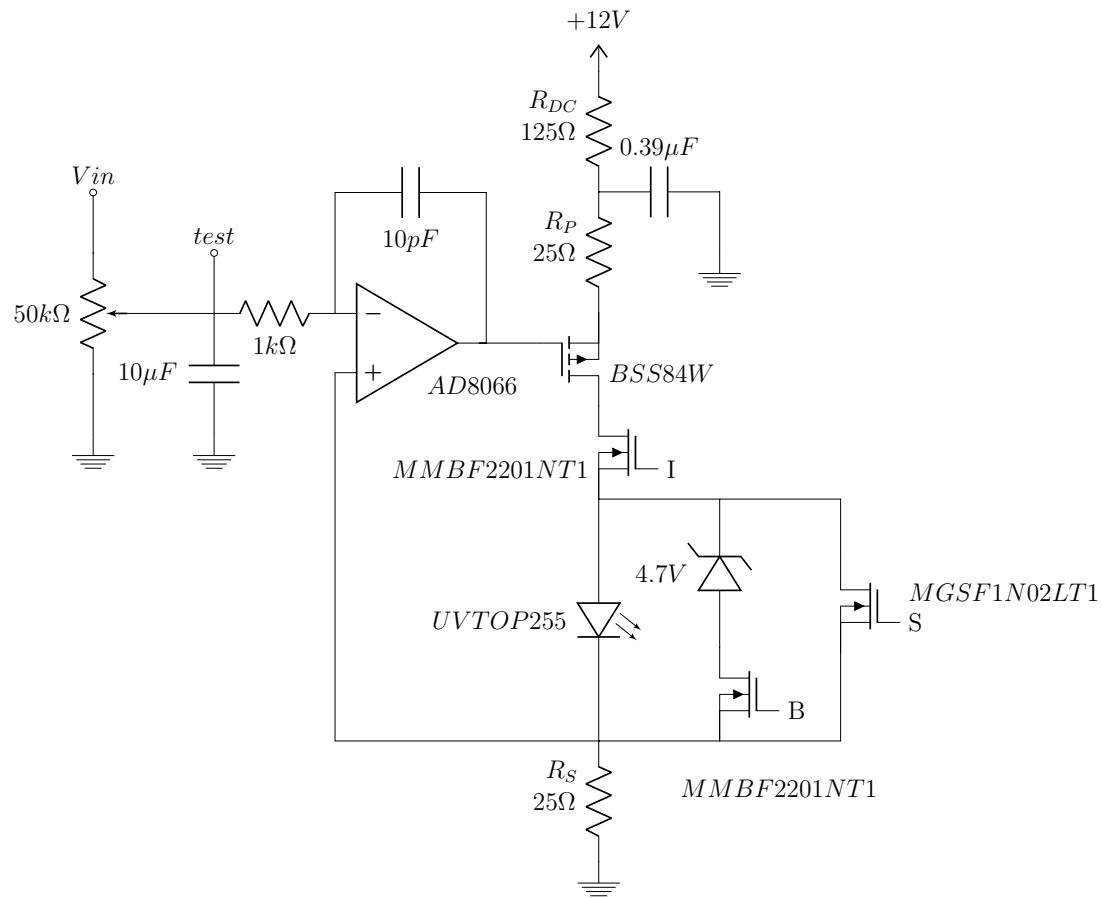 +12V
R_DC
125Ω
0.39µF
Vin
10pF
R_P
25Ω
test
50kΩ
1kΩ
−
+
10µF
AD8066
BSS84W
MMBF2201NT1
I
4.7V
MGSF1N02LT1
S
UVTOP255
B
R_S
25Ω
MMBF2201NT1